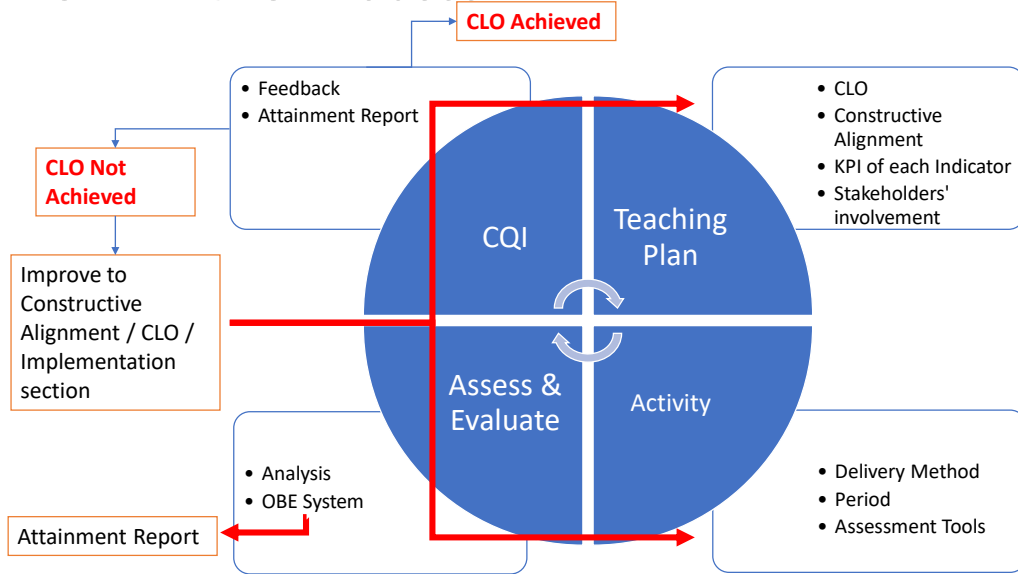 CLO Achieved
• Feedback
• Attainment Report
• CLO
• Constructive
Alignment
• KPI of each Indicator
• Stakeholders'
involvement
CLO Not
Achieved
CQI
Teaching
Plan
Improve to
Constructive
Alignment / CLO /
Implementation
section
Assess &
Evaluate
Activity
• Analysis
• OBE System
• Delivery Method
• Period
• Assessment Tools
Attainment Report